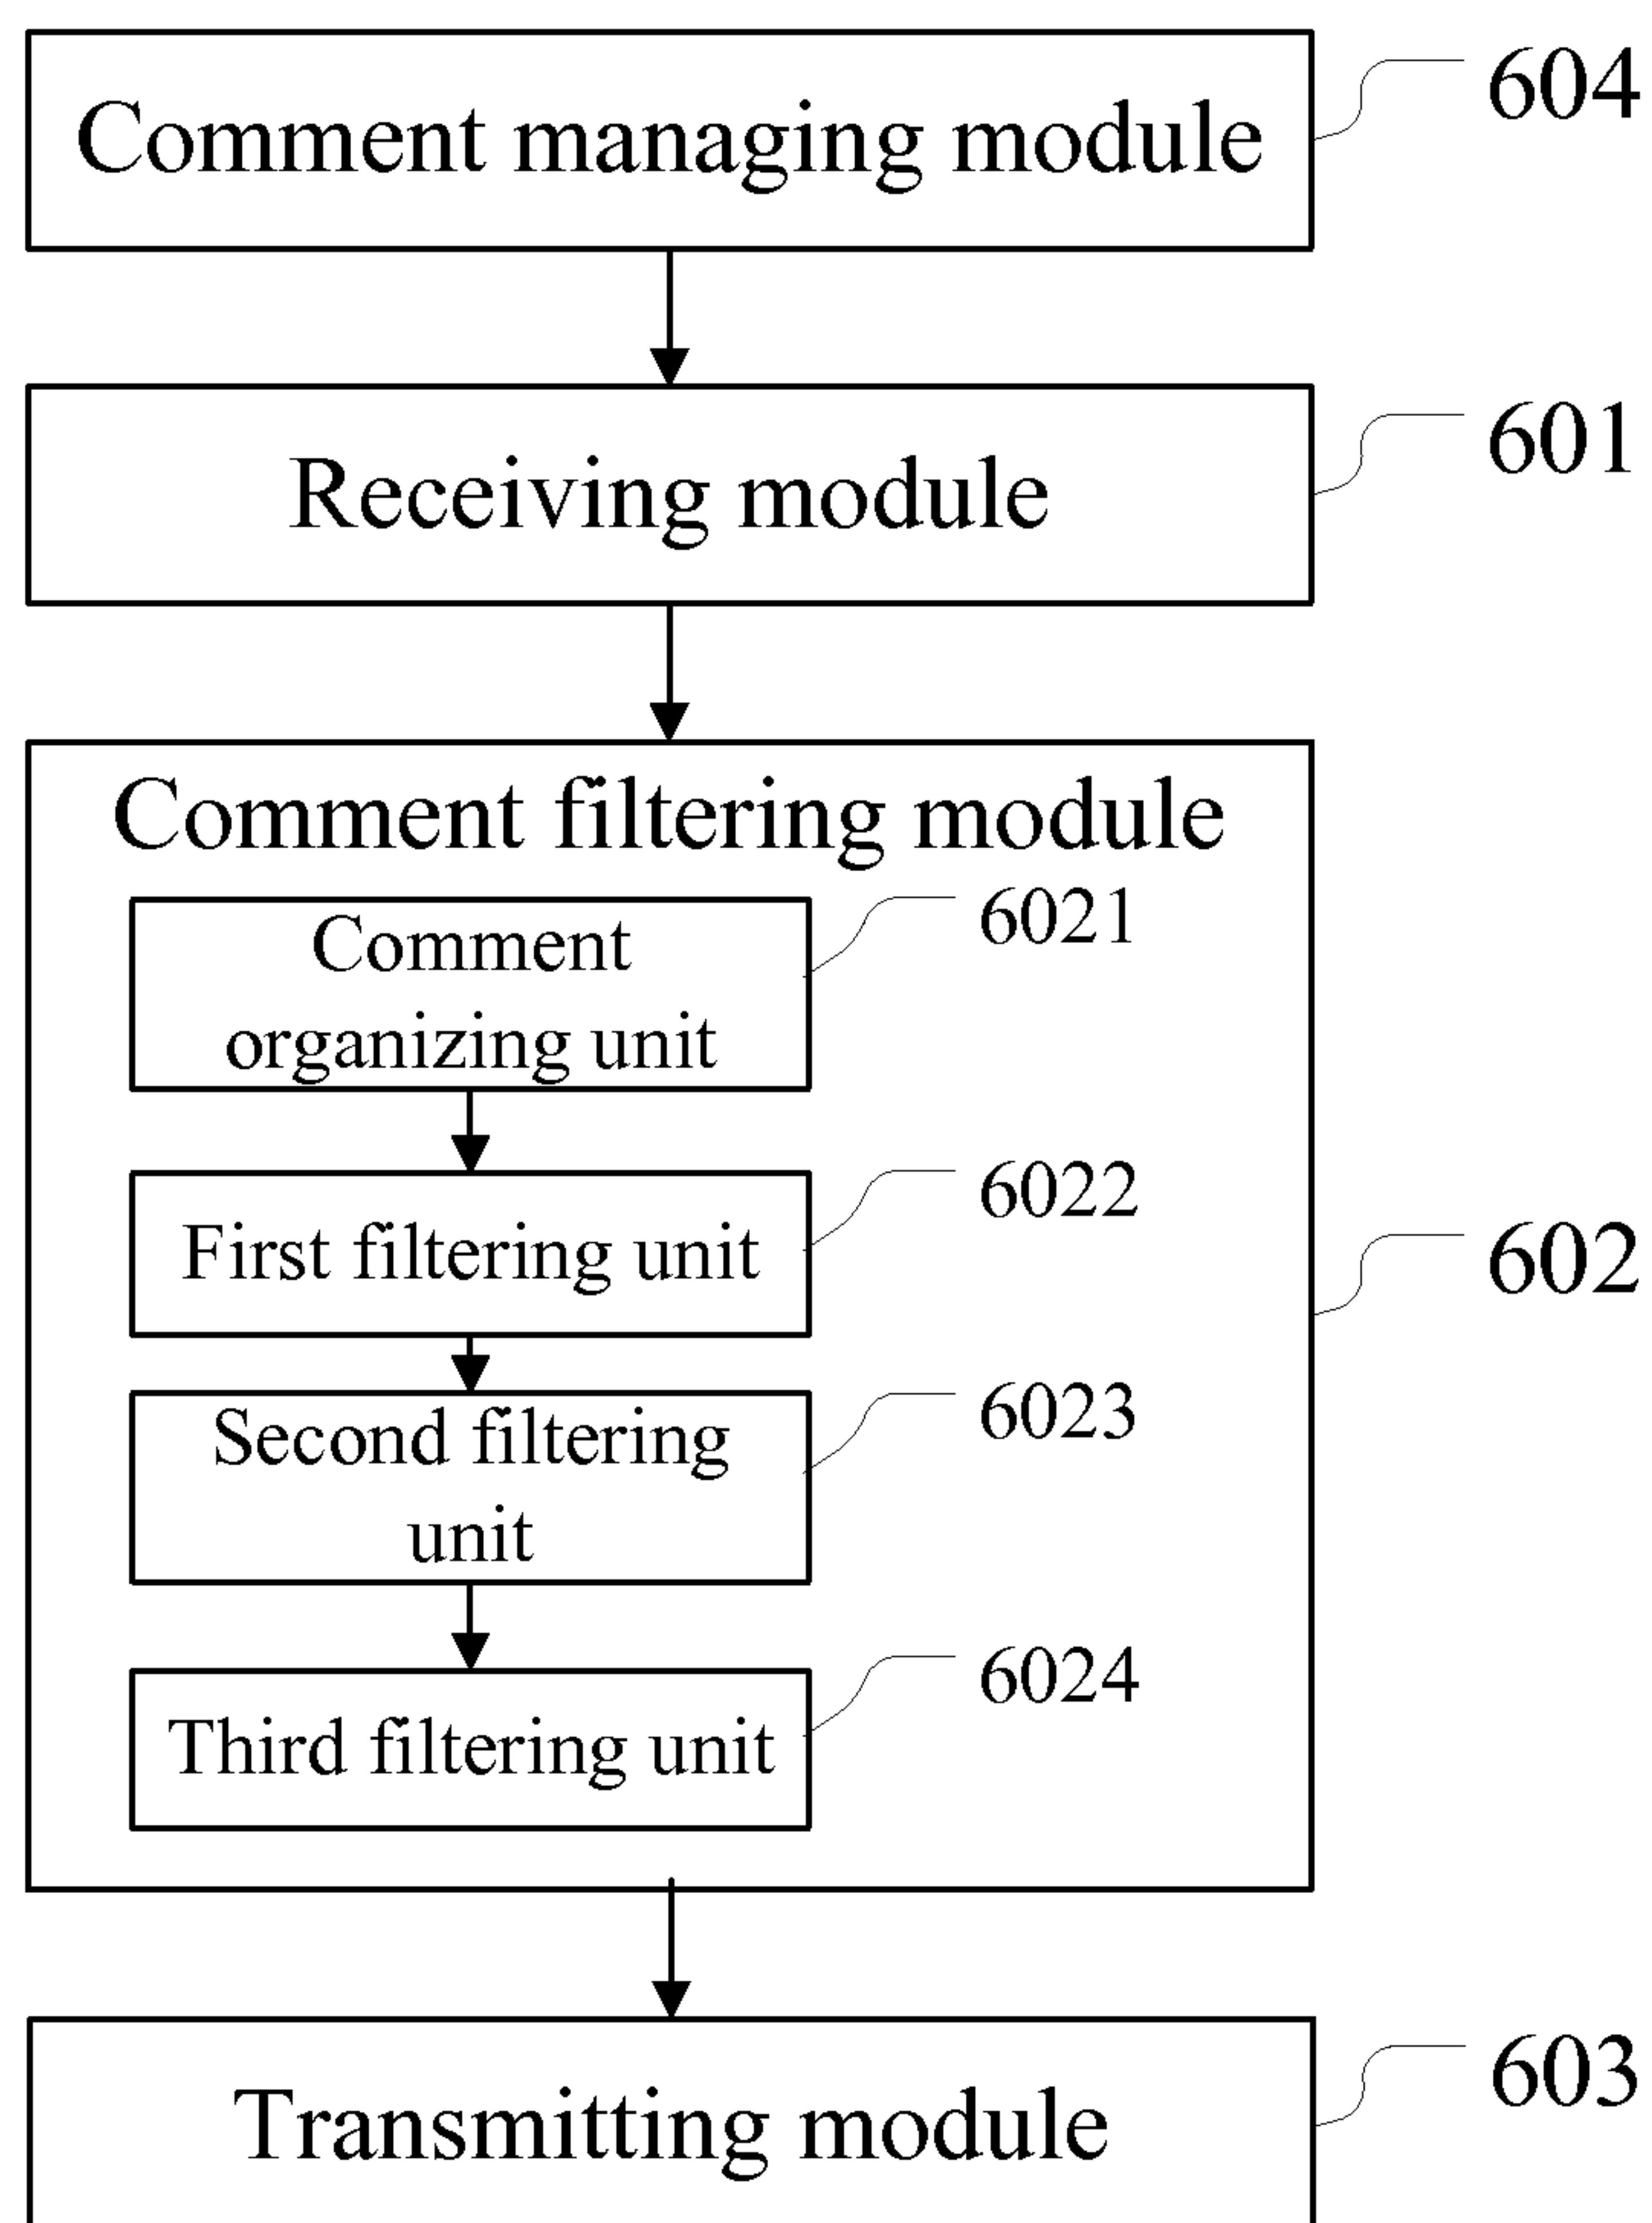 Comment managing module
604
Receiving module
601
Comment filtering module
Comment
organizing unit
6021
First filtering unit
6022
602
Second filtering
unit
6023
Third filtering unit
6024
Transmitting module
603